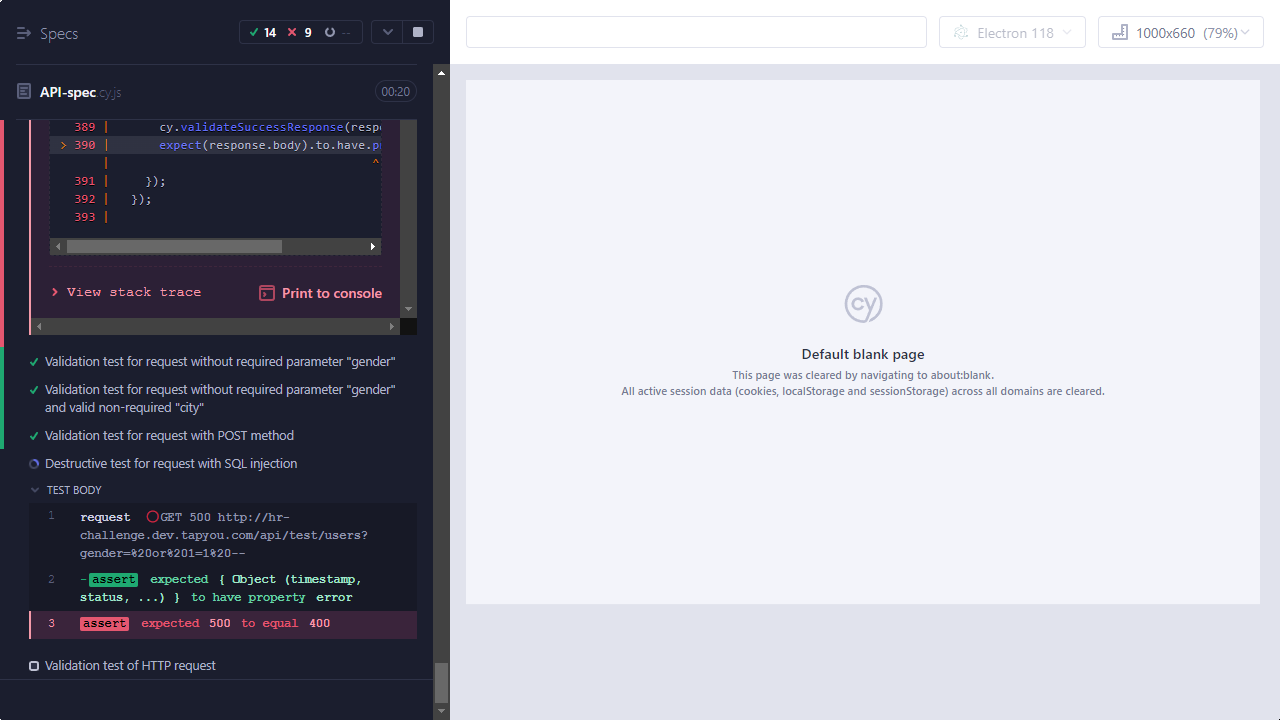 Specs
14 9 --
Electron 118
1000x660 (79%)
API-spec.cy.js
00:20
389 | cy.validateSuccessResponse(resp
> 390 | expect(response.body).to.have.p
| ^
391 | });
392 | });
393 |
View stack trace
Print to console
Validation test for request without required parameter "gender"
Validation test for request without required parameter "gender"
and valid non-required "city"
Validation test for request with POST method
Destructive test for request with SQL injection
TEST BODY
1 request GET 500 http://hr-
challenge.dev.tapyou.com/api/test/users?
gender=%20or%201=1%20--
2 -assert expected { Object (timestamp,
status, ...) } to have property error
3 assert expected 500 to equal 400
Validation test of HTTP request
cy
Default blank page
This page was cleared by navigating to about:blank.
All active session data (cookies, localStorage and sessionStorage) across all domains are cleared.